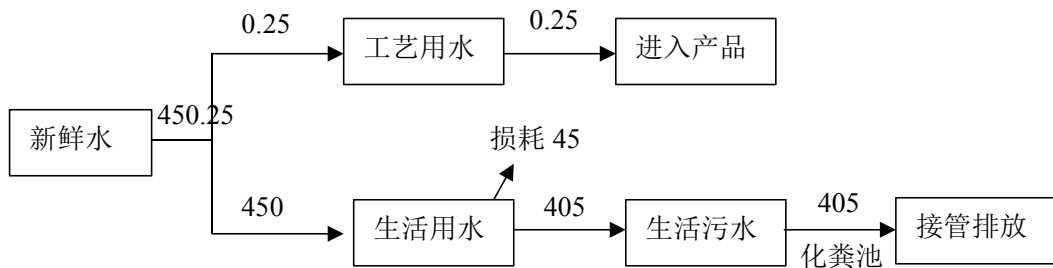 0.25
工艺用水
0.25
进入产品
新鲜水
450.25
损耗 45
450
生活用水
405
生活污水
405
化粪池
接管排放